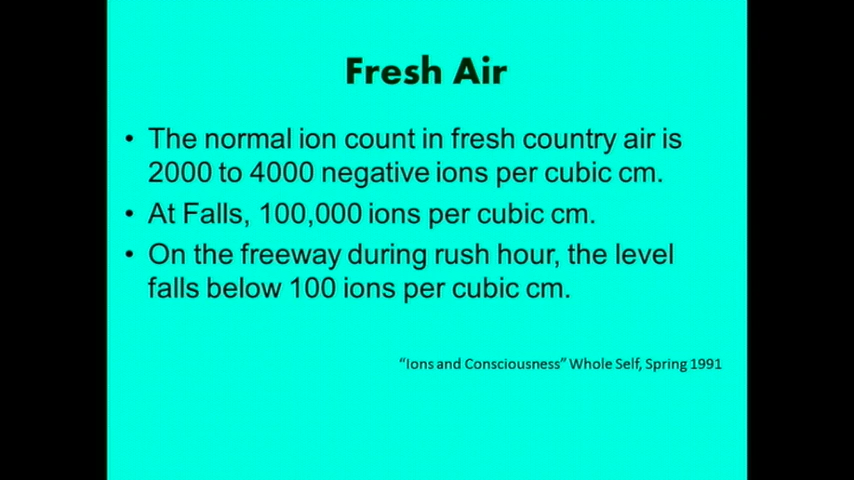 Fresh Air
• The normal ion count in fresh country air is
2000 to 4000 negative ions per cubic cm.
• At Falls, 100,000 ions per cubic cm.
• On the freeway during rush hour, the level
falls below 100 ions per cubic cm.
“Ions and Consciousness” Whole Self, Spring 1991